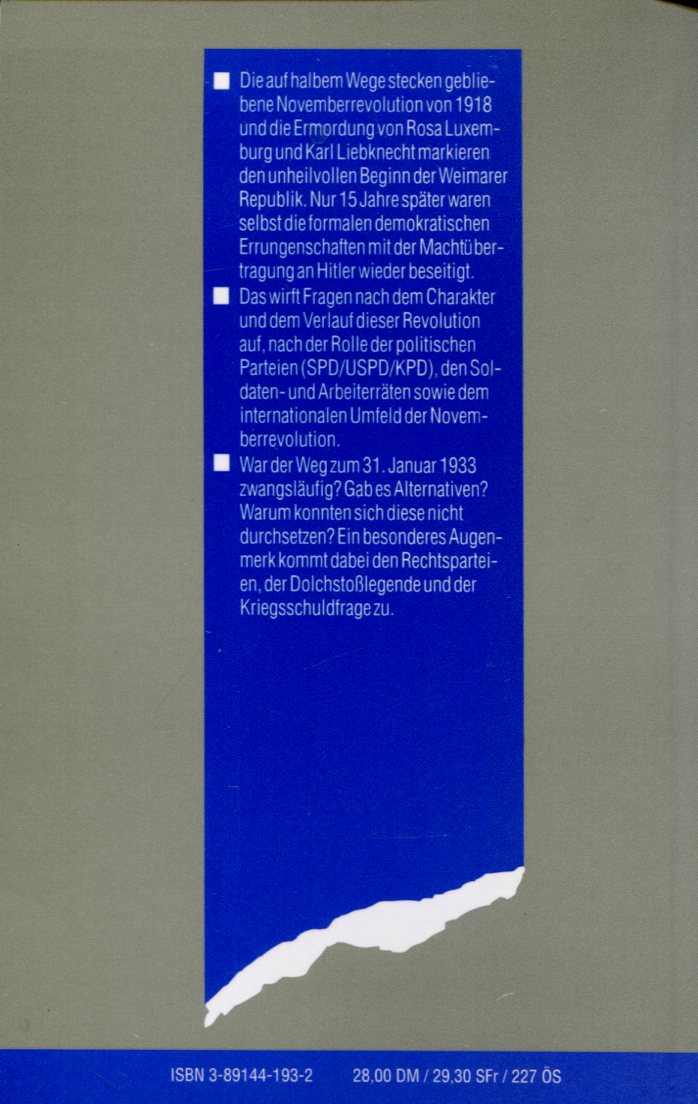 Die auf halbem Wege stecken geblie-
bene Novemberrevolution von 1918
und die Ermordung von Rosa Luxem-
burg und Karl Liebknecht markieren
den unheilvollen Beginn der Weimarer
Republik. Nur 15 Jahre später waren
selbst die formalen demokratischen
Errungenschaften mit der Machtüber-
tragung an Hitler wieder beseitigt.
Das wirft Fragen nach dem Charakter
und dem Verlauf dieser Revolution
auf, nach der Rolle der politischen
Parteien (SPD/USPD/KPD), den Sol-
daten- und Arbeiterräten sowie dem
internationalen Umfeld der Novem-
berrevolution.
War der Weg zum 31. Januar 1933
zwangsläufig? Gab es Alternativen?
Warum konnten sich diese nicht
durchsetzen? Ein besonderes Augen-
merk kommt dabei den Rechtspartei-
en, der Dolchstoßlegende und der
Kriegsschuldfrage zu.
ISBN 3-89144-193-2 28,00 DM / 29,30 SFr / 227 ÖS